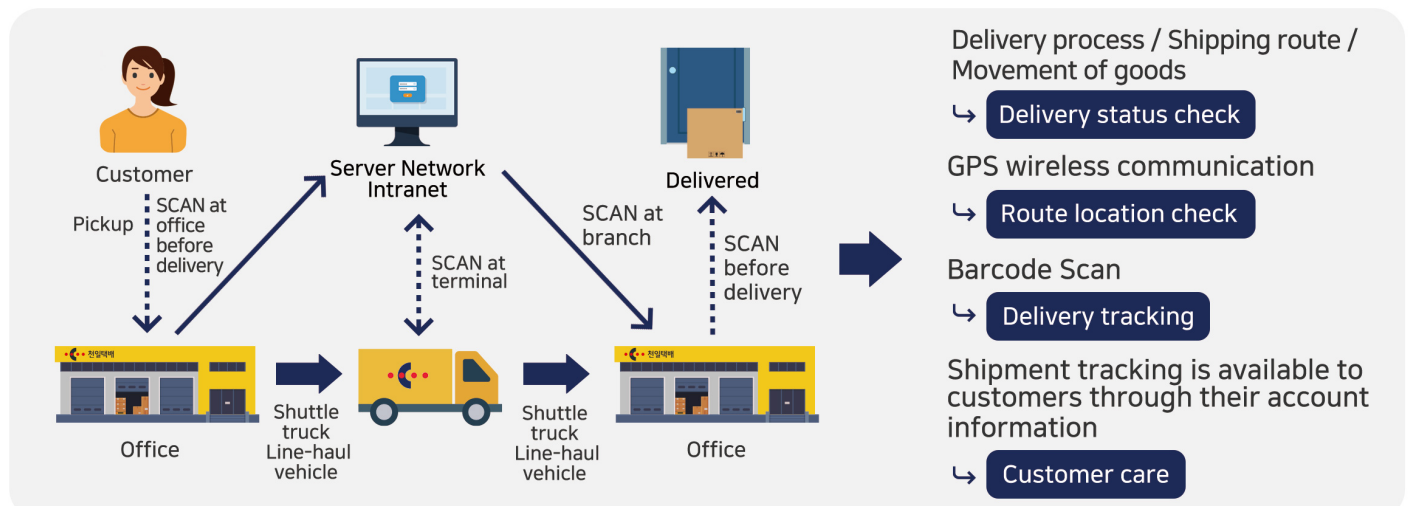 Customer
Pickup
SCAN at
office
before
delivery
Server Network
Intranet
SCAN at
terminal
SCAN at
branch
Delivered
SCAN
before
delivery
천일택배
Office
Shuttle
truck
Line-haul
vehicle
Shuttle
truck
Line-haul
vehicle
천일택배
Office
Delivery process / Shipping route /
Movement of goods
Delivery status check
GPS wireless communication
Route location check
Barcode Scan
Delivery tracking
Shipment tracking is available to
customers through their account
information
Customer care